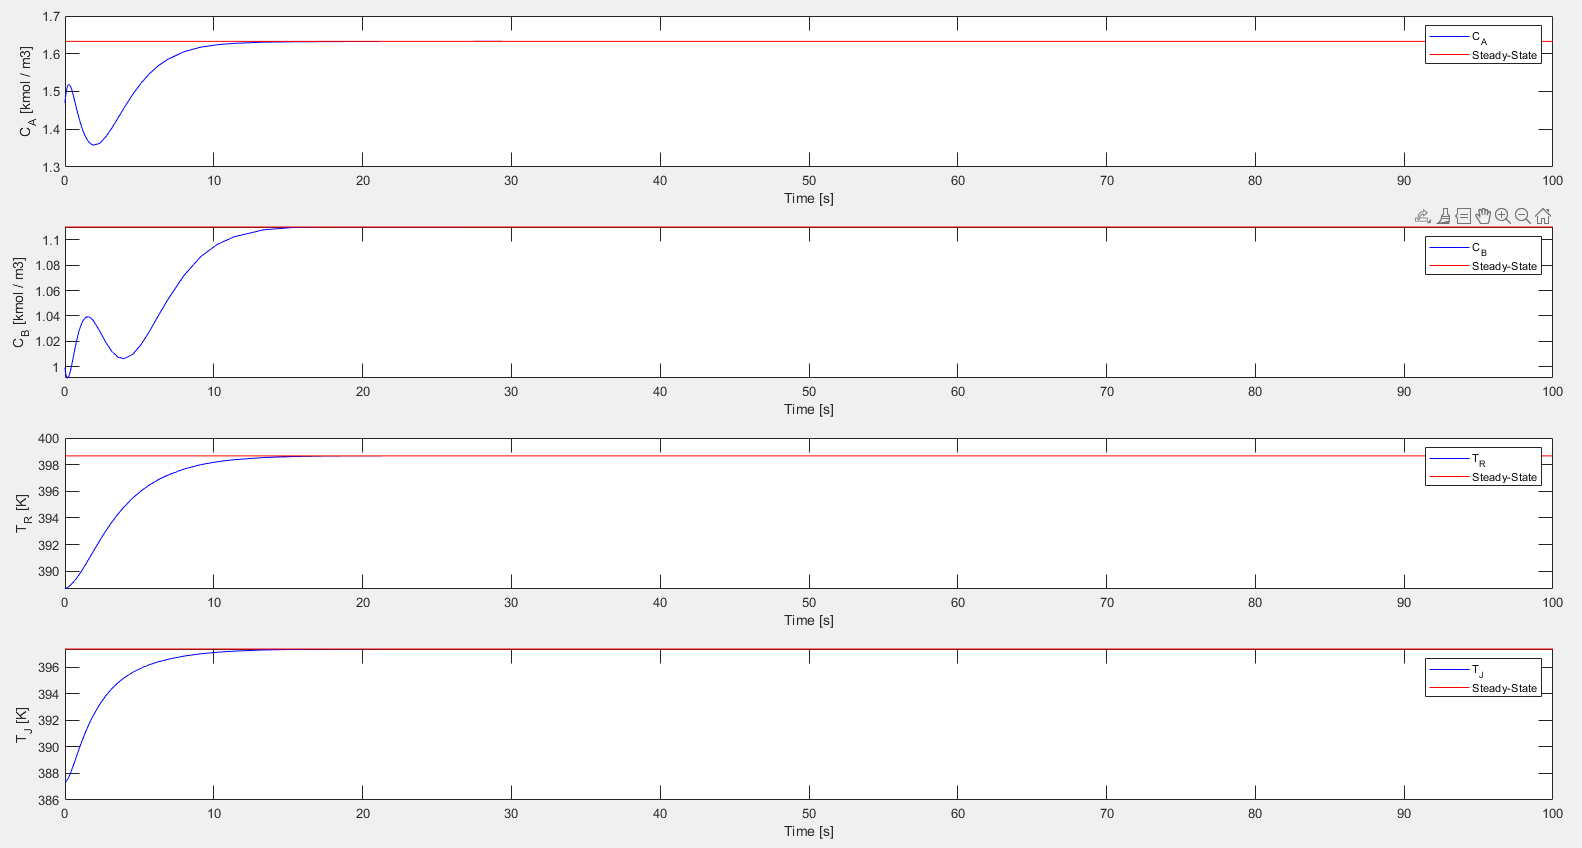 1.7
1.6
1.5
1.4
1.3
C_A [kmol / m3]
C_A
Steady-State
0 10 20 30 40 50 60 70 80 90 100
Time [s]
1.1
1.08
1.06
1.04
1.02
1
C_B [kmol / m3]
C_B
Steady-State
0 10 20 30 40 50 60 70 80 90 100
Time [s]
400
398
396
394
392
390
T_R [K]
T_R
Steady-State
0 10 20 30 40 50 60 70 80 90 100
Time [s]
396
394
392
390
388
386
T_J [K]
T_J
Steady-State
0 10 20 30 40 50 60 70 80 90 100
Time [s]